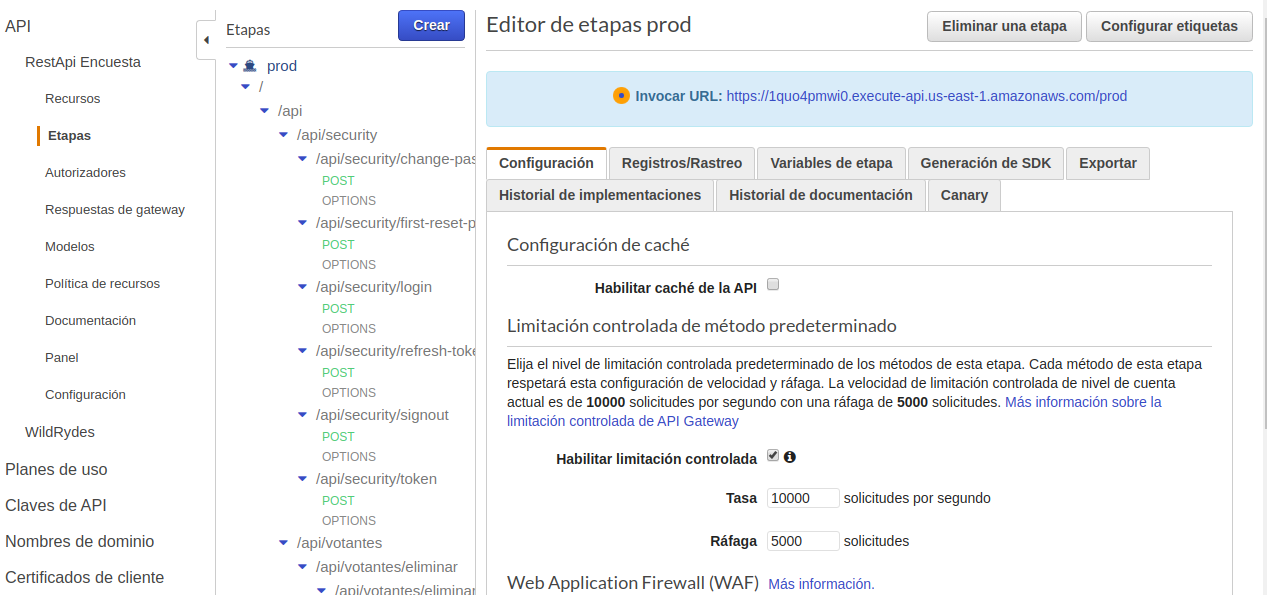 API
RestApi Encuesta
Recursos
Etapas
Autorizadores
Respuestas de gateway
Modelos
Política de recursos
Documentación
Panel
Configuración
WildRydes
Planes de uso
Claves de API
Nombres de dominio
Certificados de cliente
Etapas
Crear
prod
/
/api
/api/security
/api/security/change-pas
POST
OPTIONS
/api/security/first-reset-p
POST
OPTIONS
/api/security/login
POST
OPTIONS
/api/security/refresh-toke
POST
OPTIONS
/api/security/signout
POST
OPTIONS
/api/security/token
POST
OPTIONS
/api/votantes
/api/votantes/eliminar
/api/votantes/eliminar
Editor de etapas prod
Eliminar una etapa
Configurar etiquetas
Invocar URL: https://1quo4pmwi0.execute-api.us-east-1.amazonaws.com/prod
Configuración
Registros/Rastreo
Variables de etapa
Generación de SDK
Exportar
Historial de implementaciones
Historial de documentación
Canary
Configuración de caché
Habilitar caché de la API
Limitación controlada de método predeterminado
Elija el nivel de limitación controlada predeterminado de los métodos de esta etapa. Cada método de esta etapa
respetará esta configuración de velocidad y ráfaga. La velocidad de limitación controlada de nivel de cuenta
actual es de 10000 solicitudes por segundo con una ráfaga de 5000 solicitudes. Más información sobre la
limitación controlada de API Gateway
Habilitar limitación controlada
Tasa 10000 solicitudes por segundo
Ráfaga 5000 solicitudes
Web Application Firewall (WAF) Más información.